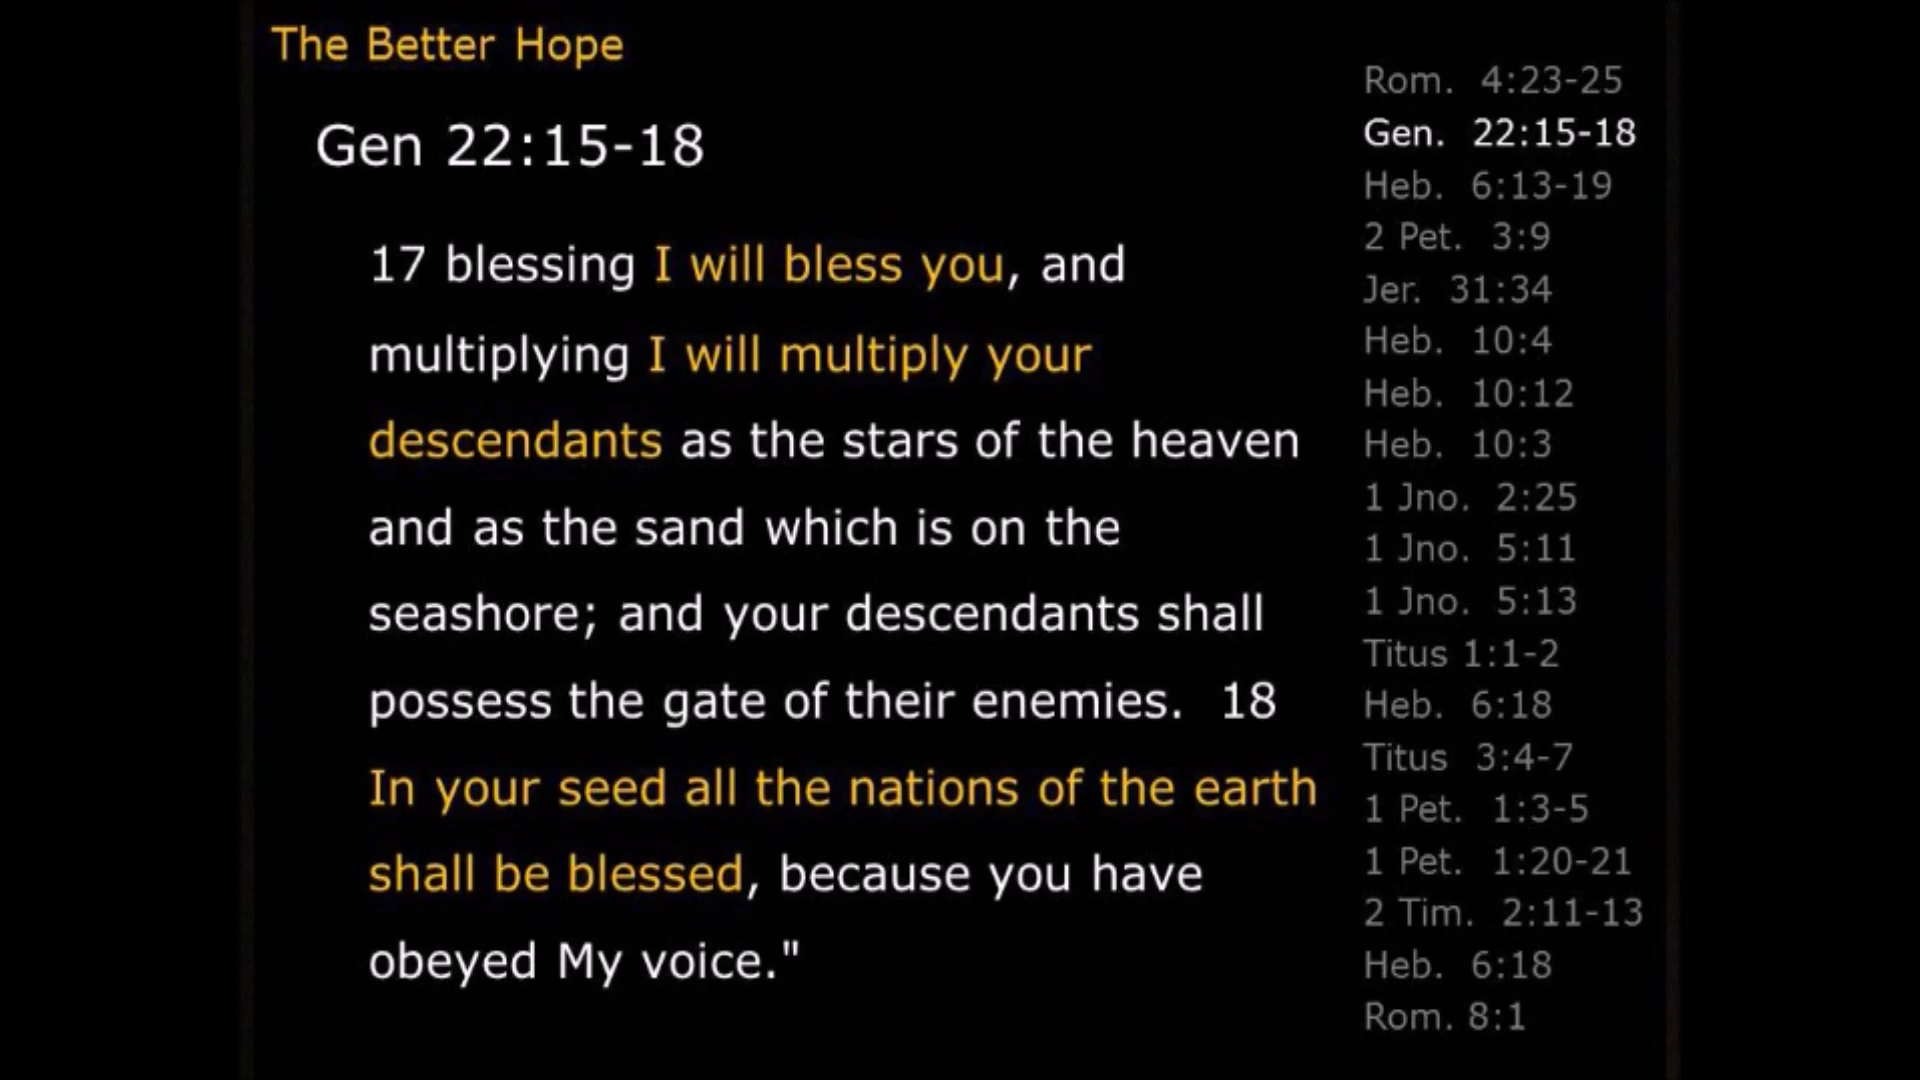 The Better Hope
Gen 22:15-18
17 blessing I will bless you, and
multiplying I will multiply your
descendants as the stars of the heaven
and as the sand which is on the
seashore; and your descendants shall
possess the gate of their enemies.  18
In your seed all the nations of the earth
shall be blessed, because you have
obeyed My voice."
Rom.  4:23-25
Gen.  22:15-18
Heb.  6:13-19
2 Pet.  3:9
Jer.  31:34
Heb.  10:4
Heb.  10:12
Heb.  10:3
1 Jno.  2:25
1 Jno.  5:11
1 Jno.  5:13
Titus 1:1-2
Heb.  6:18
Titus  3:4-7
1 Pet.  1:3-5
1 Pet.  1:20-21
2 Tim.  2:11-13
Heb.  6:18
Rom. 8:1